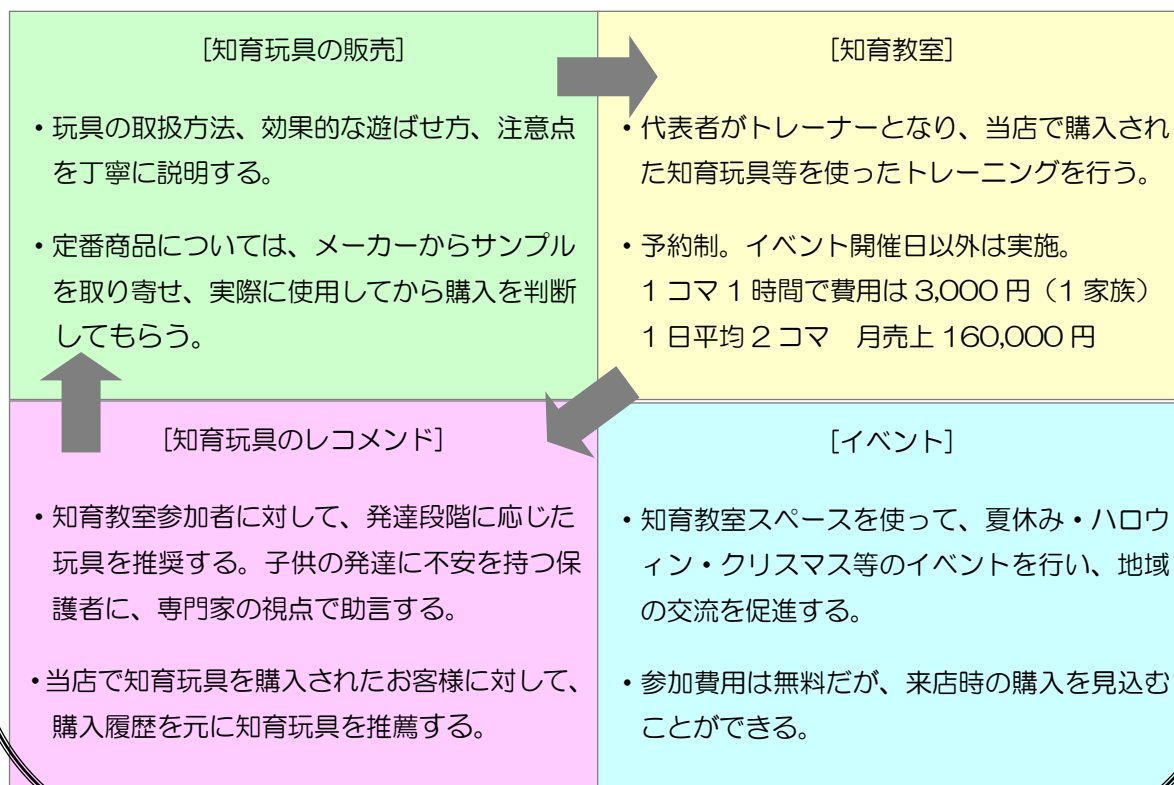 [知育玩具の販売]
・玩具の取扱方法、効果的な遊ばせ方、注意点
を丁寧に説明する。
・定番商品については、メーカーからサンプル
を取り寄せ、実際に使用してから購入を判断
してもらう。
[知育教室]
・代表者がトレーナーとなり、当店で購入され
た知育玩具等を使ったトレーニングを行う。
・予約制。イベント開催日以外は実施。
1コマ1時間で費用は3,000円（1家族）
1日平均2コマ　月売上160,000円
[知育玩具のレコメンド]
・知育教室参加者に対して、発達段階に応じた
玩具を推奨する。子供の発達に不安を持つ保
護者に、専門家の視点で助言する。
・当店で知育玩具を購入されたお客様に対して、
購入履歴を元に知育玩具を推薦する。
[イベント]
・知育教室スペースを使って、夏休み・ハロウ
ィン・クリスマス等のイベントを行い、地域
の交流を促進する。
・参加費用は無料だが、来店時の購入を見込む
ことができる。